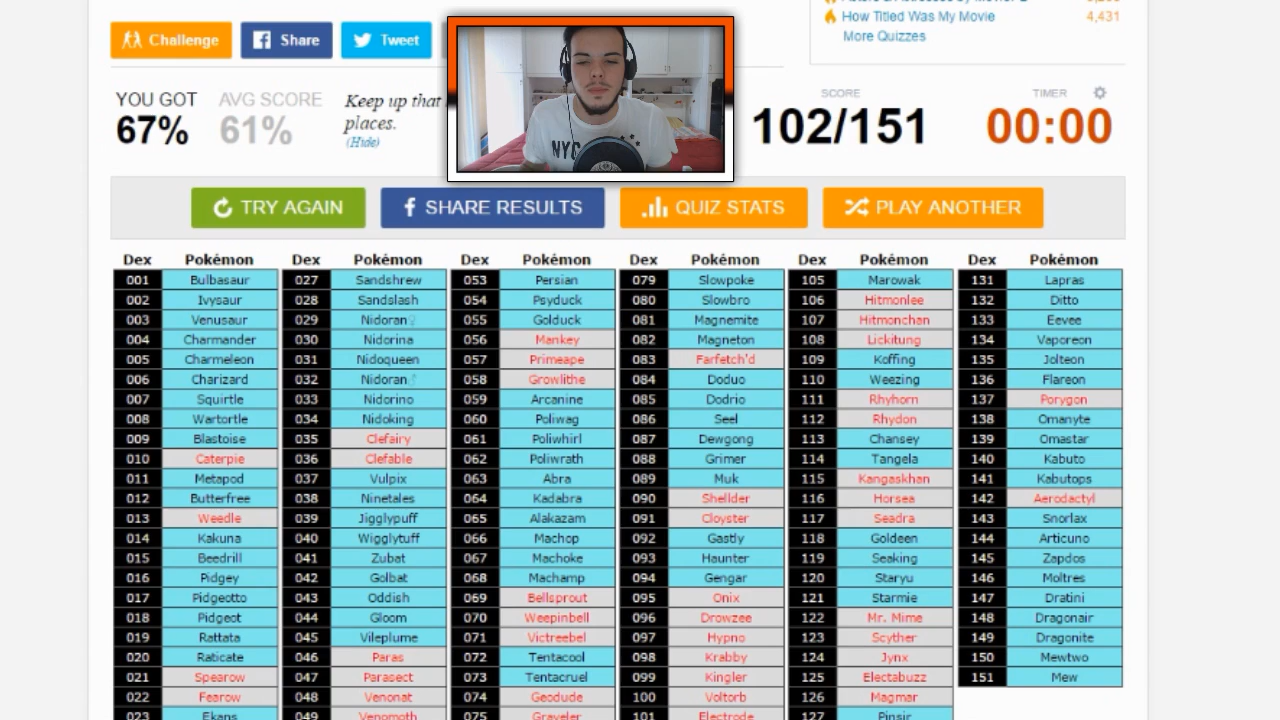 How Titled Was My Movie 4,431
More Quizzes
Challenge Share Tweet
YOU GOT
67%
AVG SCORE
61%
Keep up that
places.
(Hide)
NYC
SCORE
102/151
TIMER
00:00
TRY AGAIN SHARE RESULTS QUIZ STATS PLAY ANOTHER
Dex Pokémon Dex Pokémon Dex Pokémon Dex Pokémon Dex Pokémon Dex Pokémon
001 Bulbasaur 027 Sandshrew 053 Persian 079 Slowpoke 105 Marowak 131 Lapras
002 Ivysaur 028 Sandslash 054 Psyduck 080 Slowbro 106 Hitmonlee 132 Ditto
003 Venusaur 029 Nidoran♀ 055 Golduck 081 Magnemite 107 Hitmonchan 133 Eevee
004 Charmander 030 Nidorina 056 Mankey 082 Magneton 108 Lickitung 134 Vaporeon
005 Charmeleon 031 Nidoqueen 057 Primeape 083 Farfetch'd 109 Koffing 135 Jolteon
006 Charizard 032 Nidoran♂ 058 Growlithe 084 Doduo 110 Weezing 136 Flareon
007 Squirtle 033 Nidorino 059 Arcanine 085 Dodrio 111 Rhyhorn 137 Porygon
008 Wartortle 034 Nidoking 060 Poliwag 086 Seel 112 Rhydon 138 Omanyte
009 Blastoise 035 Clefairy 061 Poliwhirl 087 Dewgong 113 Chansey 139 Omastar
010 Caterpie 036 Clefable 062 Poliwrath 088 Grimer 114 Tangela 140 Kabuto
011 Metapod 037 Vulpix 063 Abra 089 Muk 115 Kangaskhan 141 Kabutops
012 Butterfree 038 Ninetales 064 Kadabra 090 Shellder 116 Horsea 142 Aerodactyl
013 Weedle 039 Jigglypuff 065 Alakazam 091 Cloyster 117 Seadra 143 Snorlax
014 Kakuna 040 Wigglytuff 066 Machop 092 Gastly 118 Goldeen 144 Articuno
015 Beedrill 041 Zubat 067 Machoke 093 Haunter 119 Seaking 145 Zapdos
016 Pidgey 042 Golbat 068 Machamp 094 Gengar 120 Staryu 146 Moltres
017 Pidgeotto 043 Oddish 069 Bellsprout 095 Onix 121 Starmie 147 Dratini
018 Pidgeot 044 Gloom 070 Weepinbell 096 Drowzee 122 Mr. Mime 148 Dragonair
019 Rattata 045 Vileplume 071 Victreebel 097 Hypno 123 Scyther 149 Dragonite
020 Raticate 046 Paras 072 Tentacool 098 Krabby 124 Jynx 150 Mewtwo
021 Spearow 047 Parasect 073 Tentacruel 099 Kingler 125 Electabuzz 151 Mew
022 Fearow 048 Venonat 074 Geodude 100 Voltorb 126 Magmar
023 Ekans 049 Venomoth 075 Graveler 101 Electrode 127 Pinsir